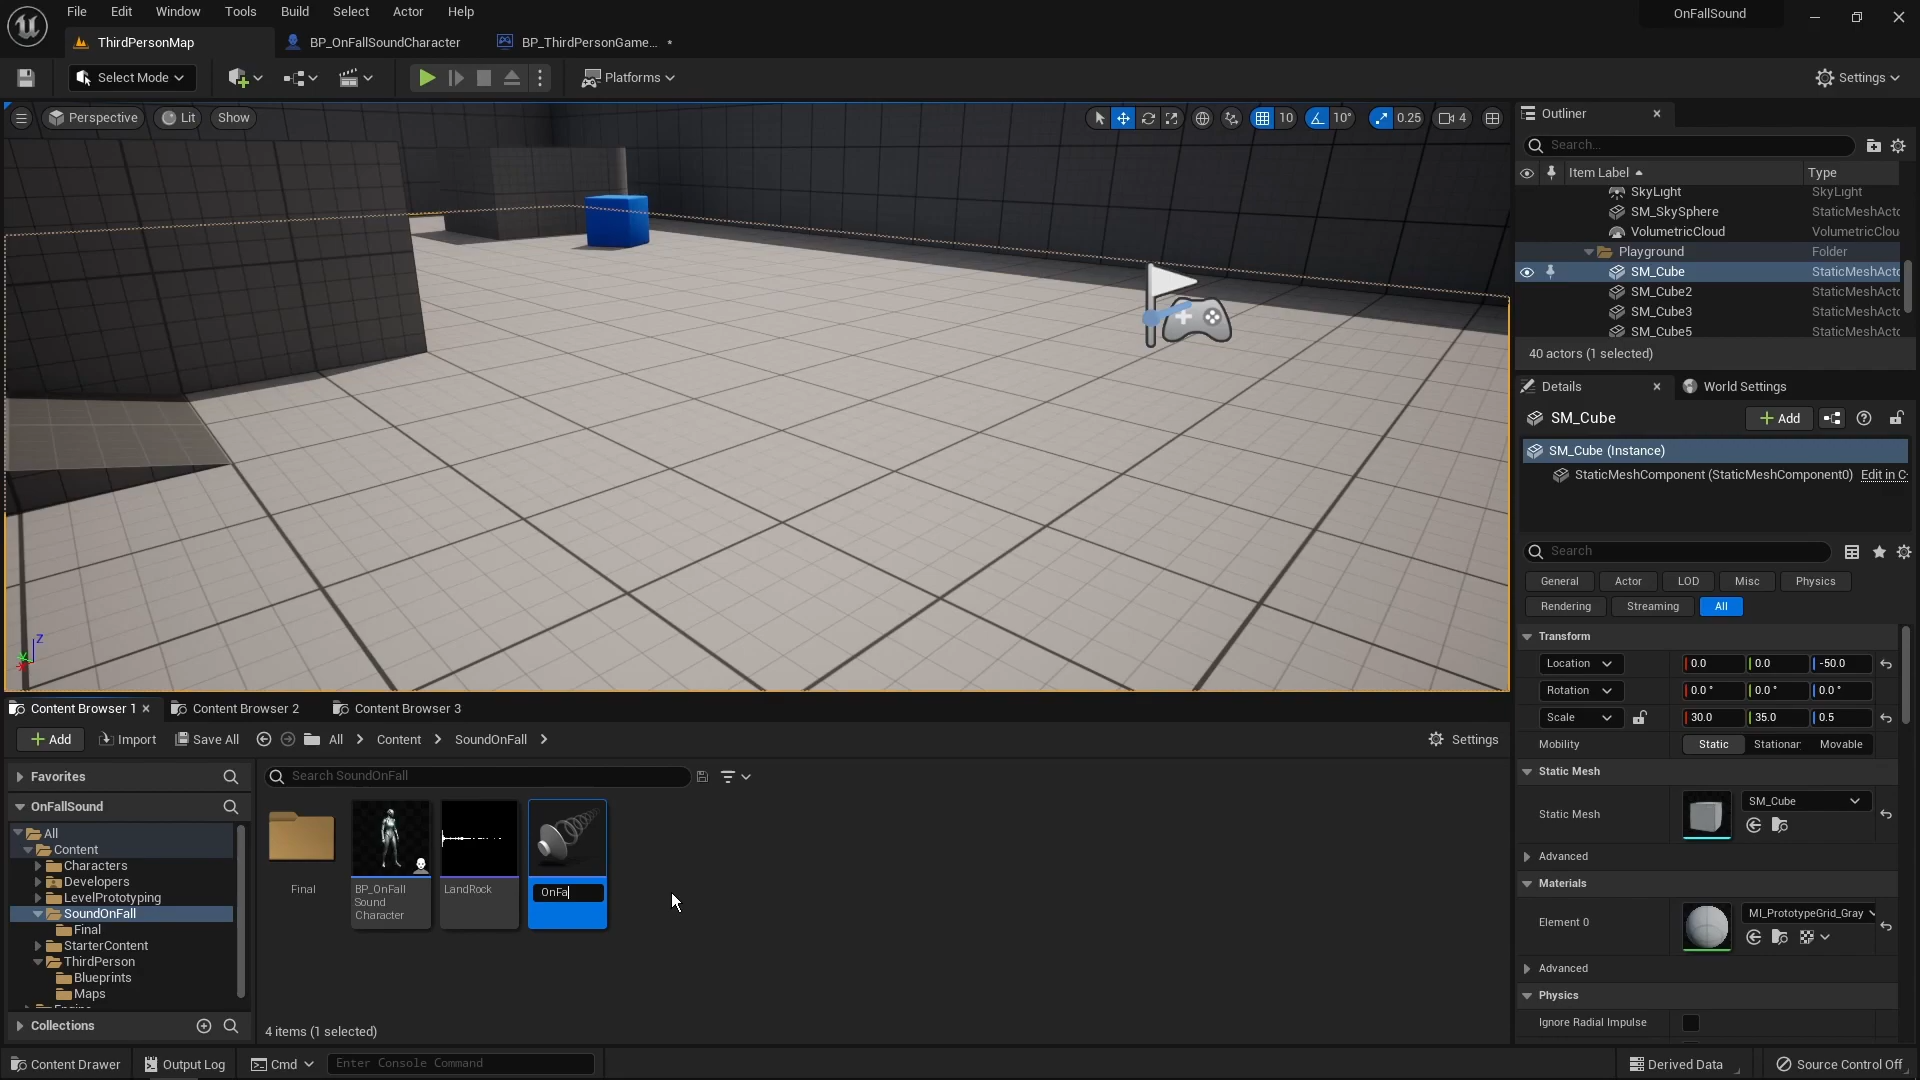 File Edit Window Tools Build Select Actor Help
OnFallSound
ThirdPersonMap
BP_OnFallSoundCharacter
BP_ThirdPersonGame...
Select Mode
Platforms
Settings
Perspective
Lit
Show
10
10°
0.25
4
Z
Outliner
Search...
Item Label
Type
SkyLight SkyLight
SM_SkySphere StaticMeshActo
VolumetricCloud VolumetricClou
Playground Folder
SM_Cube StaticMeshActo
SM_Cube2 StaticMeshActo
SM_Cube3 StaticMeshActo
SM_Cube5 StaticMeshActo
40 actors (1 selected)
Details
World Settings
SM_Cube
Add
SM_Cube (Instance)
StaticMeshComponent (StaticMeshComponent0) Edit in C
Search
General Actor LOD Misc Physics
Rendering Streaming All
Transform
Location 0.0 0.0 -50.0
Rotation 0.0 ° 0.0 ° 0.0 °
Scale 30.0 35.0 0.5
Mobility Static Stationar Movable
Static Mesh
Static Mesh
SM_Cube
Advanced
Materials
Element 0
MI_PrototypeGrid_Gray
Advanced
Physics
Ignore Radial Impulse
Content Browser 1
Content Browser 2
Content Browser 3
Add
Import
Save All
All
Content
SoundOnFall
Settings
Favorites
Search SoundOnFall
OnFallSound
All
Content
Characters
Developers
LevelPrototyping
SoundOnFall
Final
StarterContent
ThirdPerson
Blueprints
Maps
Collections
Final
BP_OnFall
Sound
Character
LandRock
OnFa
4 items (1 selected)
Content Drawer
Output Log
Cmd
Enter Console Command
Derived Data
Source Control Off